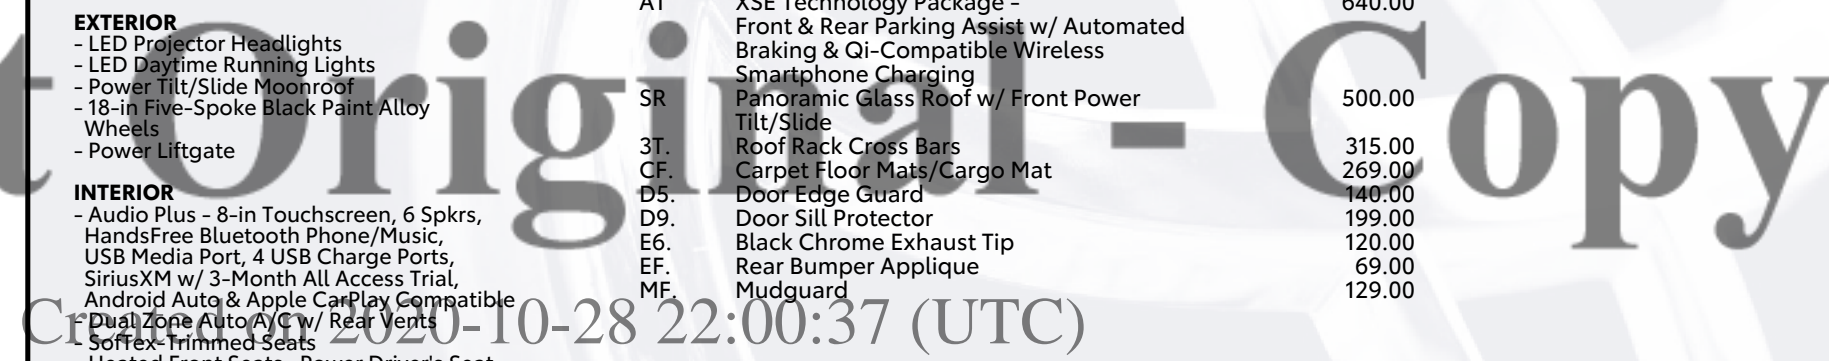 EXTERIOR
- LED Projector Headlights
- LED Daytime Running Lights
- Power Tilt/Slide Moonroof
- 18-in Five-Spoke Black Paint Alloy
Wheels
- Power Liftgate
INTERIOR
- Audio Plus - 8-in Touchscreen, 6 Spkrs,
HandsFree Bluetooth Phone/Music,
USB Media Port, 4 USB Charge Ports,
SiriusXM w/ 3-Month All Access Trial,
Android Auto & Apple CarPlay Compatible
- Dual Zone Auto A/C w/ Rear Vents
- SofTex-Trimmed Seats
- Heated Front Seats - Power Driver's Seat
XSE Technology Package - 640.00
Front & Rear Parking Assist w/ Automated
Braking & Qi-Compatible Wireless
Smartphone Charging
SR Panoramic Glass Roof w/ Front Power 500.00
Tilt/Slide
3T. Roof Rack Cross Bars 315.00
CF. Carpet Floor Mats/Cargo Mat 269.00
D5. Door Edge Guard 140.00
D9. Door Sill Protector 199.00
E6. Black Chrome Exhaust Tip 120.00
EF. Rear Bumper Applique 69.00
MF. Mudguard 129.00
t Original - Copy
Created on 2020-10-28 22:00:37 (UTC)